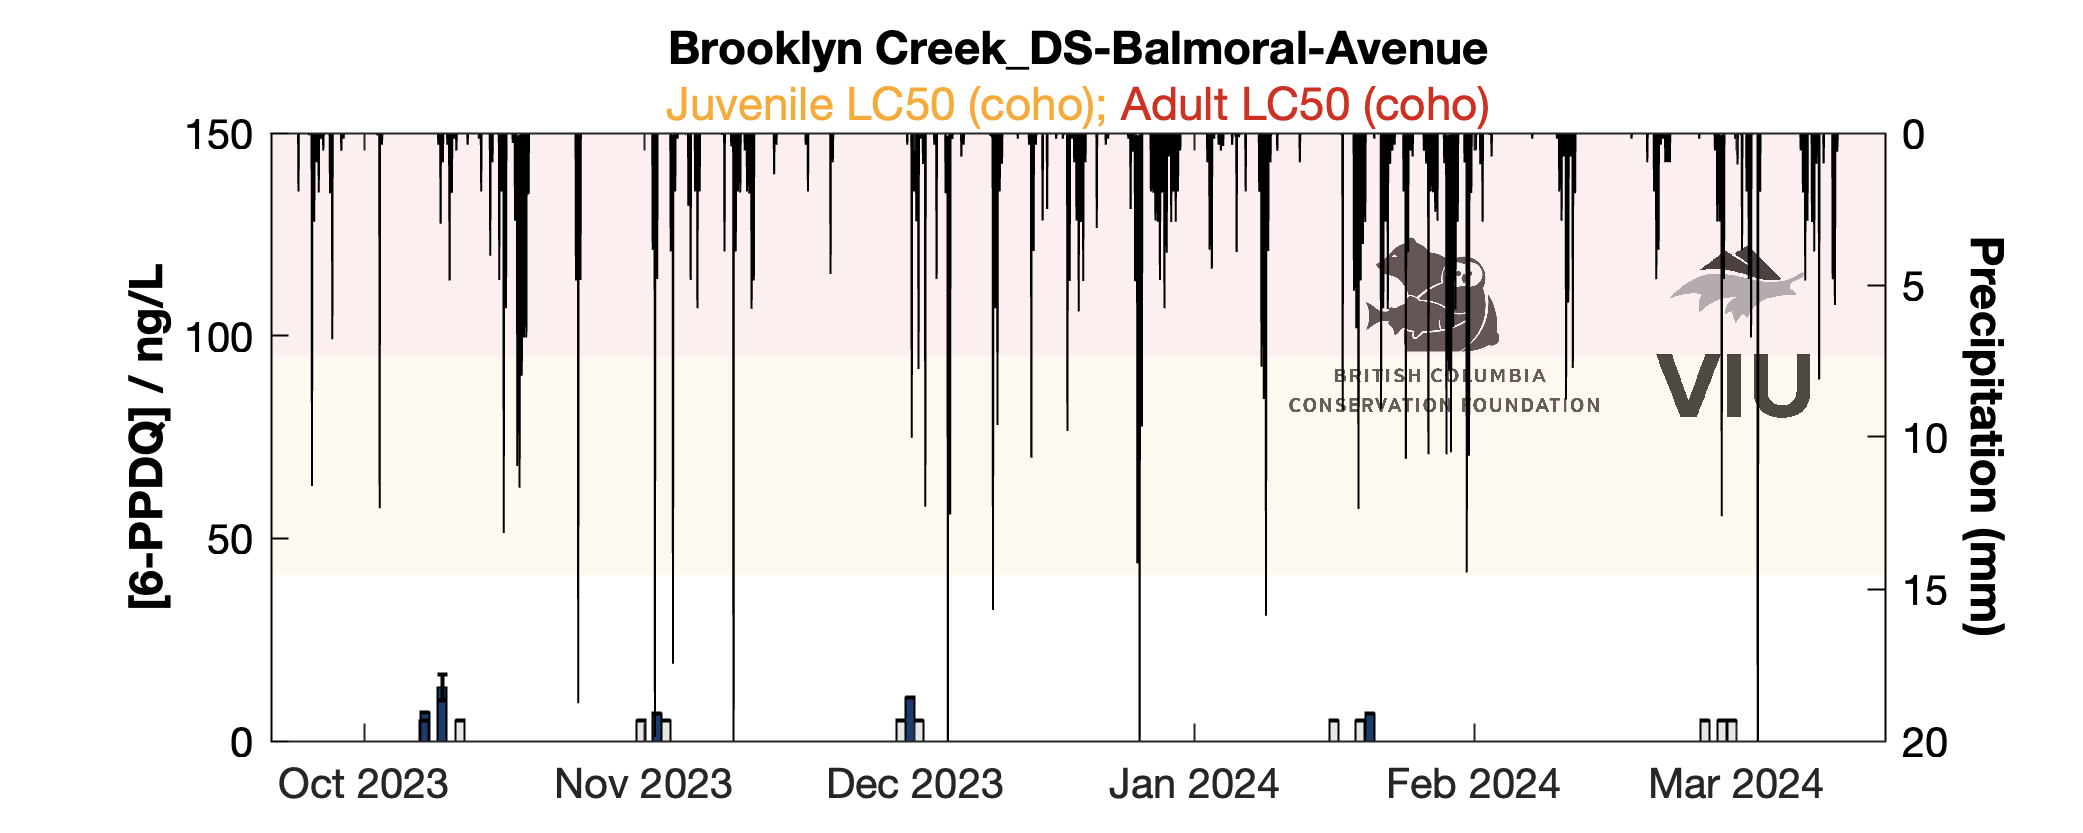 Brooklyn Creek_DS-Balmoral-Avenue
Juvenile LC50 (coho); Adult LC50 (coho)
150
100
50
0
[6-PPDQ] / ng/L
0
5
10
15
20
Precipitation (mm)
BRITISH COLUMBIA
CONSERVATION FOUNDATION
VIU
Oct 2023
Nov 2023
Dec 2023
Jan 2024
Feb 2024
Mar 2024